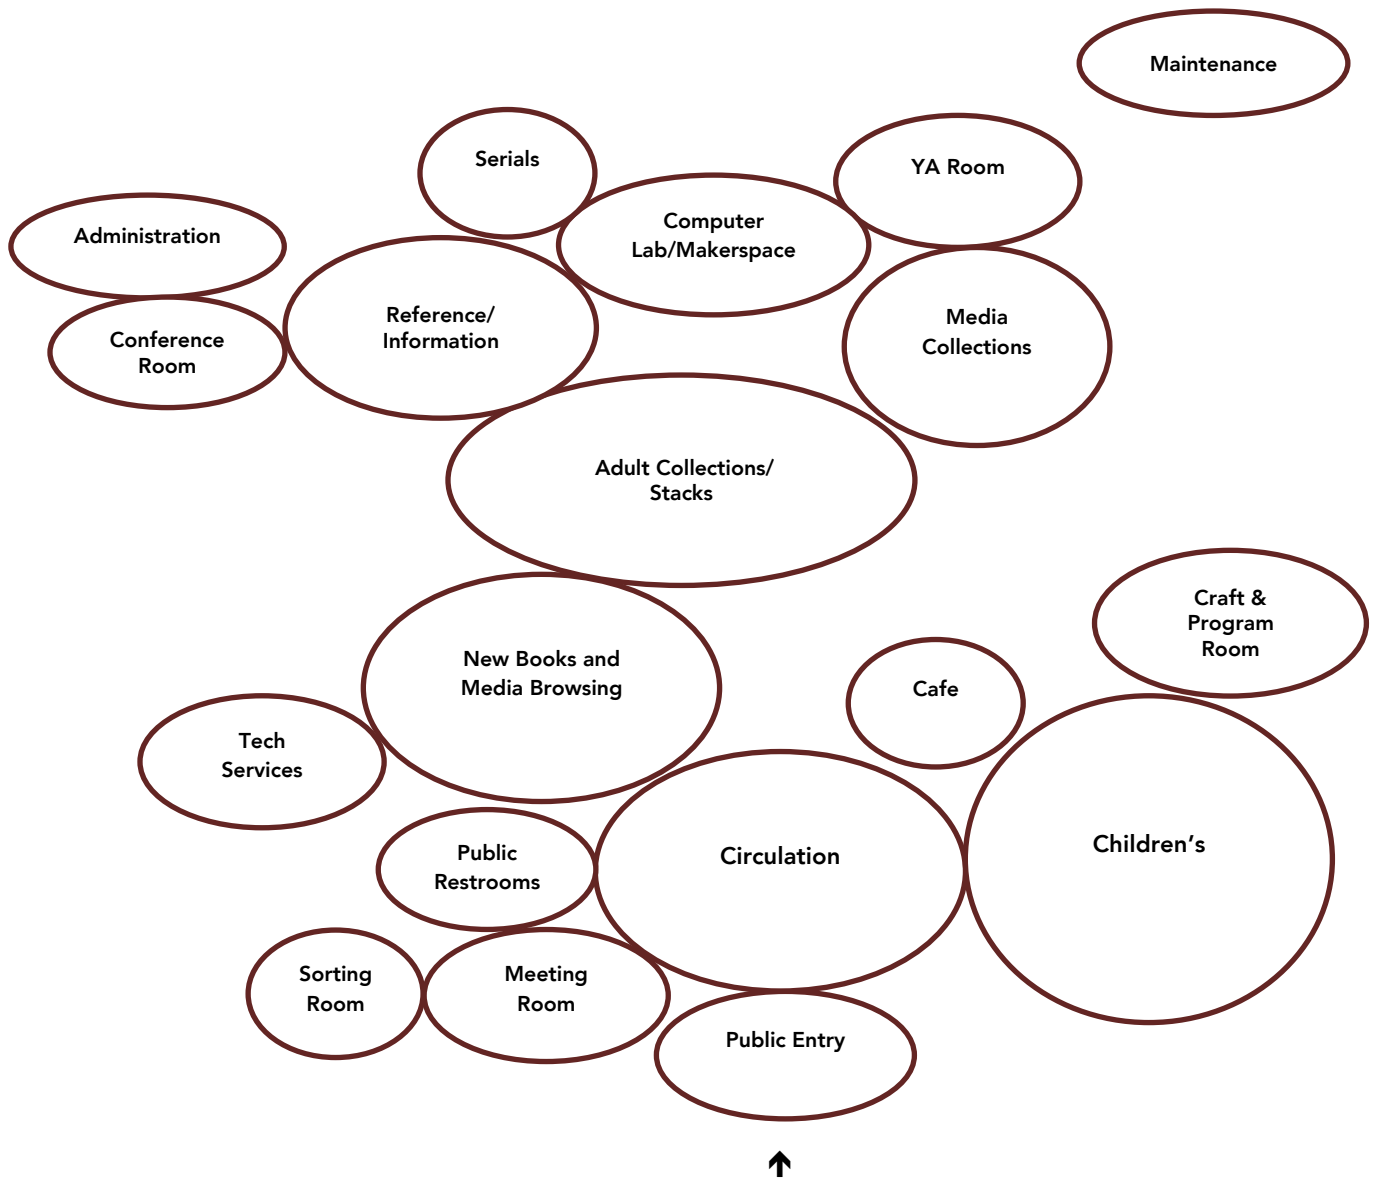 Maintenance
Serials
YA Room
Administration
Computer
Lab/Makerspace
Conference
Room
Reference/
Information
Media
Collections
Adult Collections/
Stacks
Craft &
Program
Room
New Books and
Media Browsing
Cafe
Tech
Services
Public
Restrooms
Circulation
Children’s
Sorting
Room
Meeting
Room
Public Entry